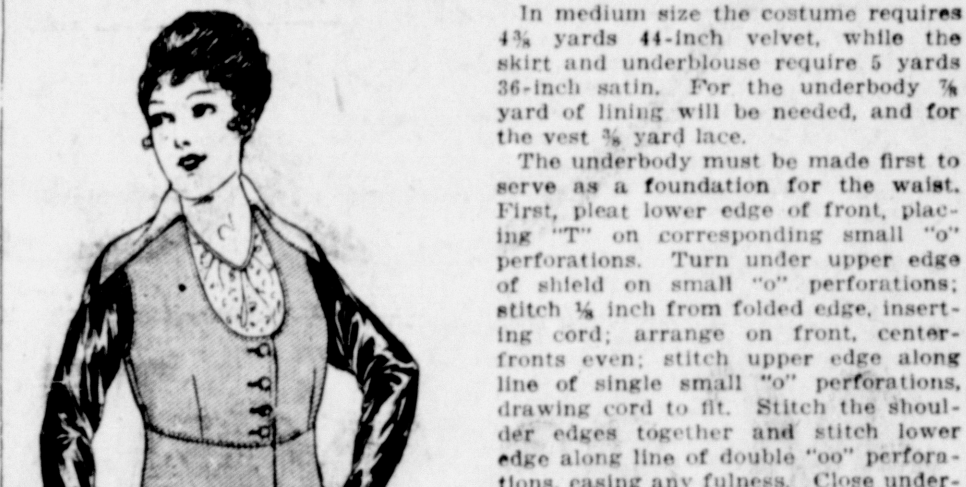 In medium size the costume requires
4⅜ yards 44-inch velvet, while the
skirt and underblouse require 5 yards
36-inch satin. For the underbody ⅞
yard of lining will be needed, and for
the vest ⅜ yard lace.
The underbody must be made first to
serve as a foundation for the waist.
First, pleat lower edge of front, plac-
ing "T" on corresponding small "o"
perforations. Turn under upper edge
of shield on small "o" perforations;
stitch ⅛ inch from folded edge, insert-
ing cord; arrange on front, center-
fronts even; stitch upper edge along
line of single small "o" perforations,
drawing cord to fit. Stitch the shoul-
der edges together and stitch lower
edge along line of double "oo" perfora-
tions, easing any fulness. Close under-